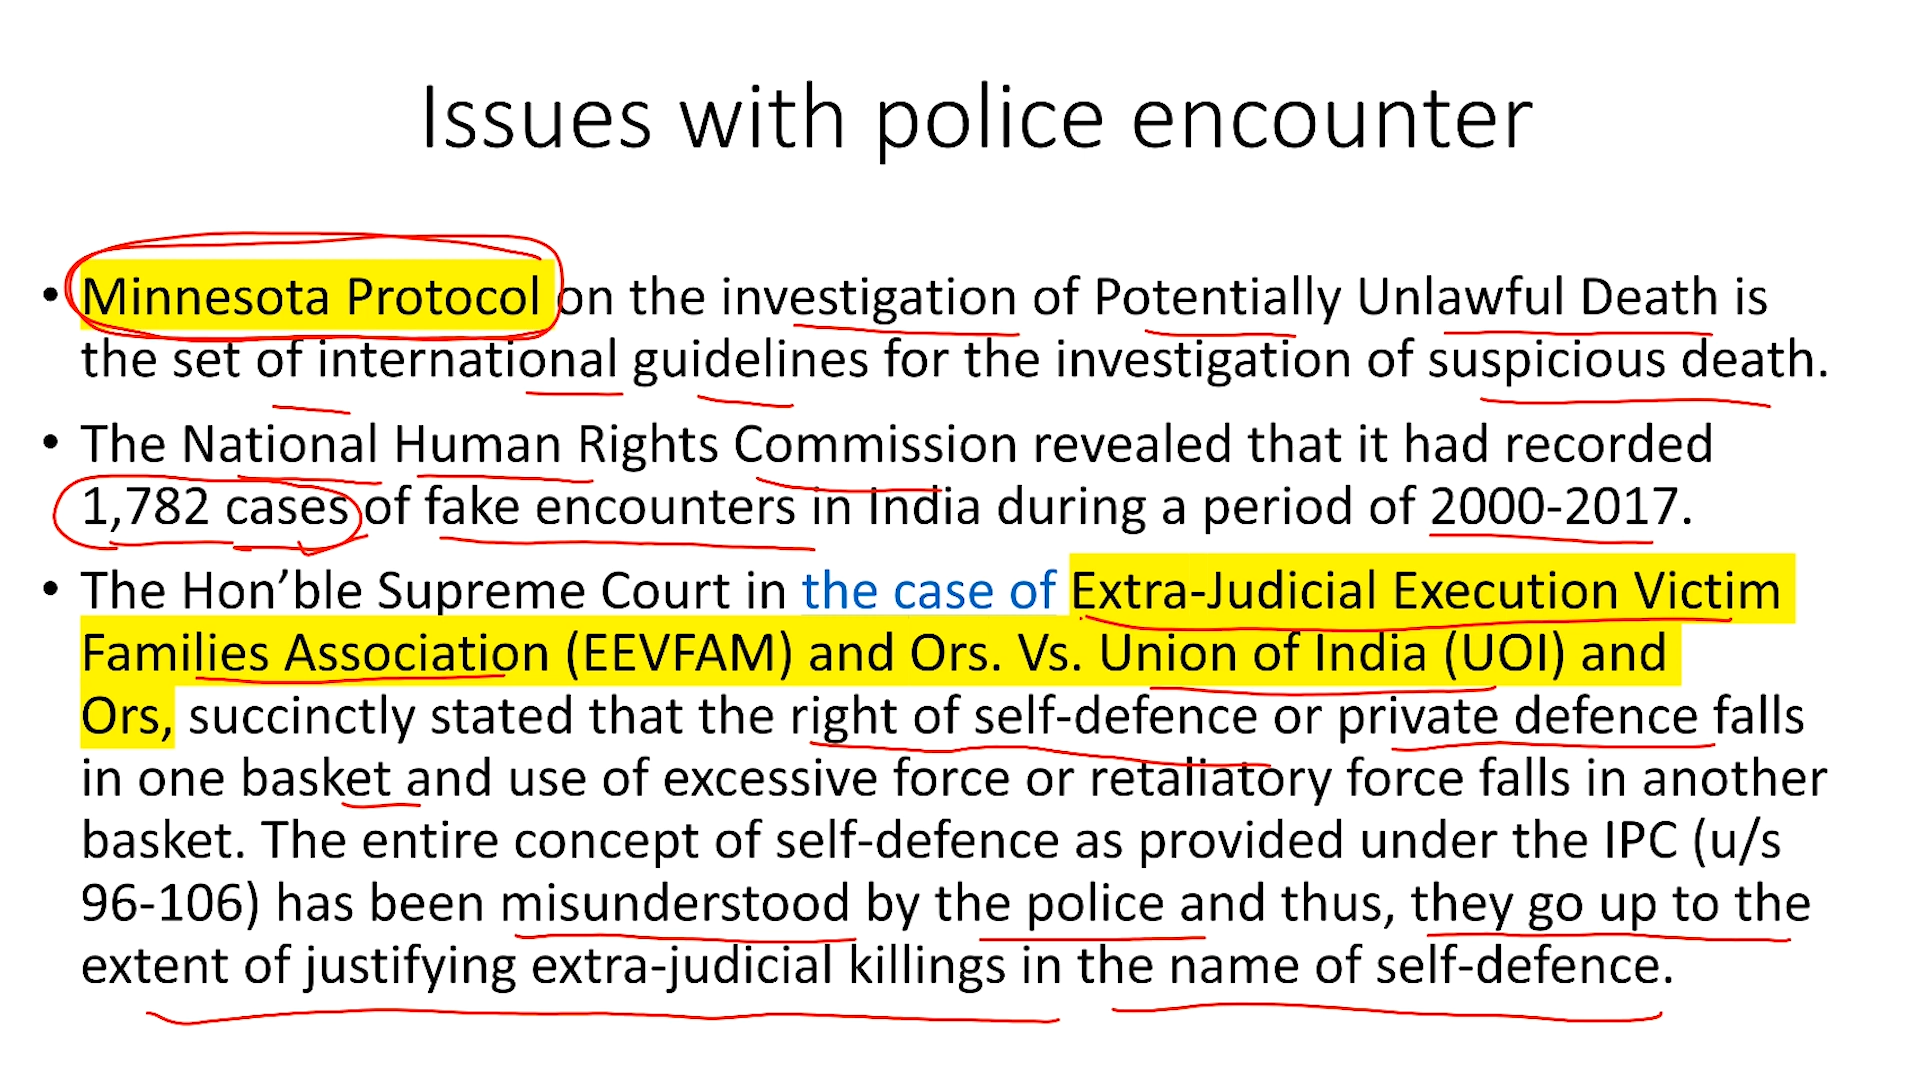 Issues with police encounter
• Minnesota Protocol on the investigation of Potentially Unlawful Death is
the set of international guidelines for the investigation of suspicious death.
• The National Human Rights Commission revealed that it had recorded
1,782 cases of fake encounters in India during a period of 2000-2017.
• The Hon’ble Supreme Court in the case of Extra-Judicial Execution Victim
Families Association (EEVFAM) and Ors. Vs. Union of India (UOI) and
Ors, succinctly stated that the right of self-defence or private defence falls
in one basket and use of excessive force or retaliatory force falls in another
basket. The entire concept of self-defence as provided under the IPC (u/s
96-106) has been misunderstood by the police and thus, they go up to the
extent of justifying extra-judicial killings in the name of self-defence.